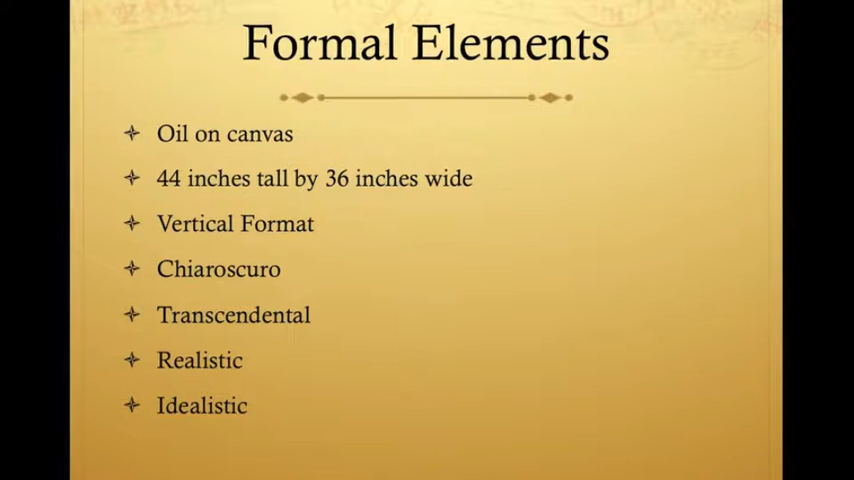 Formal Elements
Oil on canvas
44 inches tall by 36 inches wide
Vertical Format
Chiaroscuro
Transcendental
Realistic
Idealistic